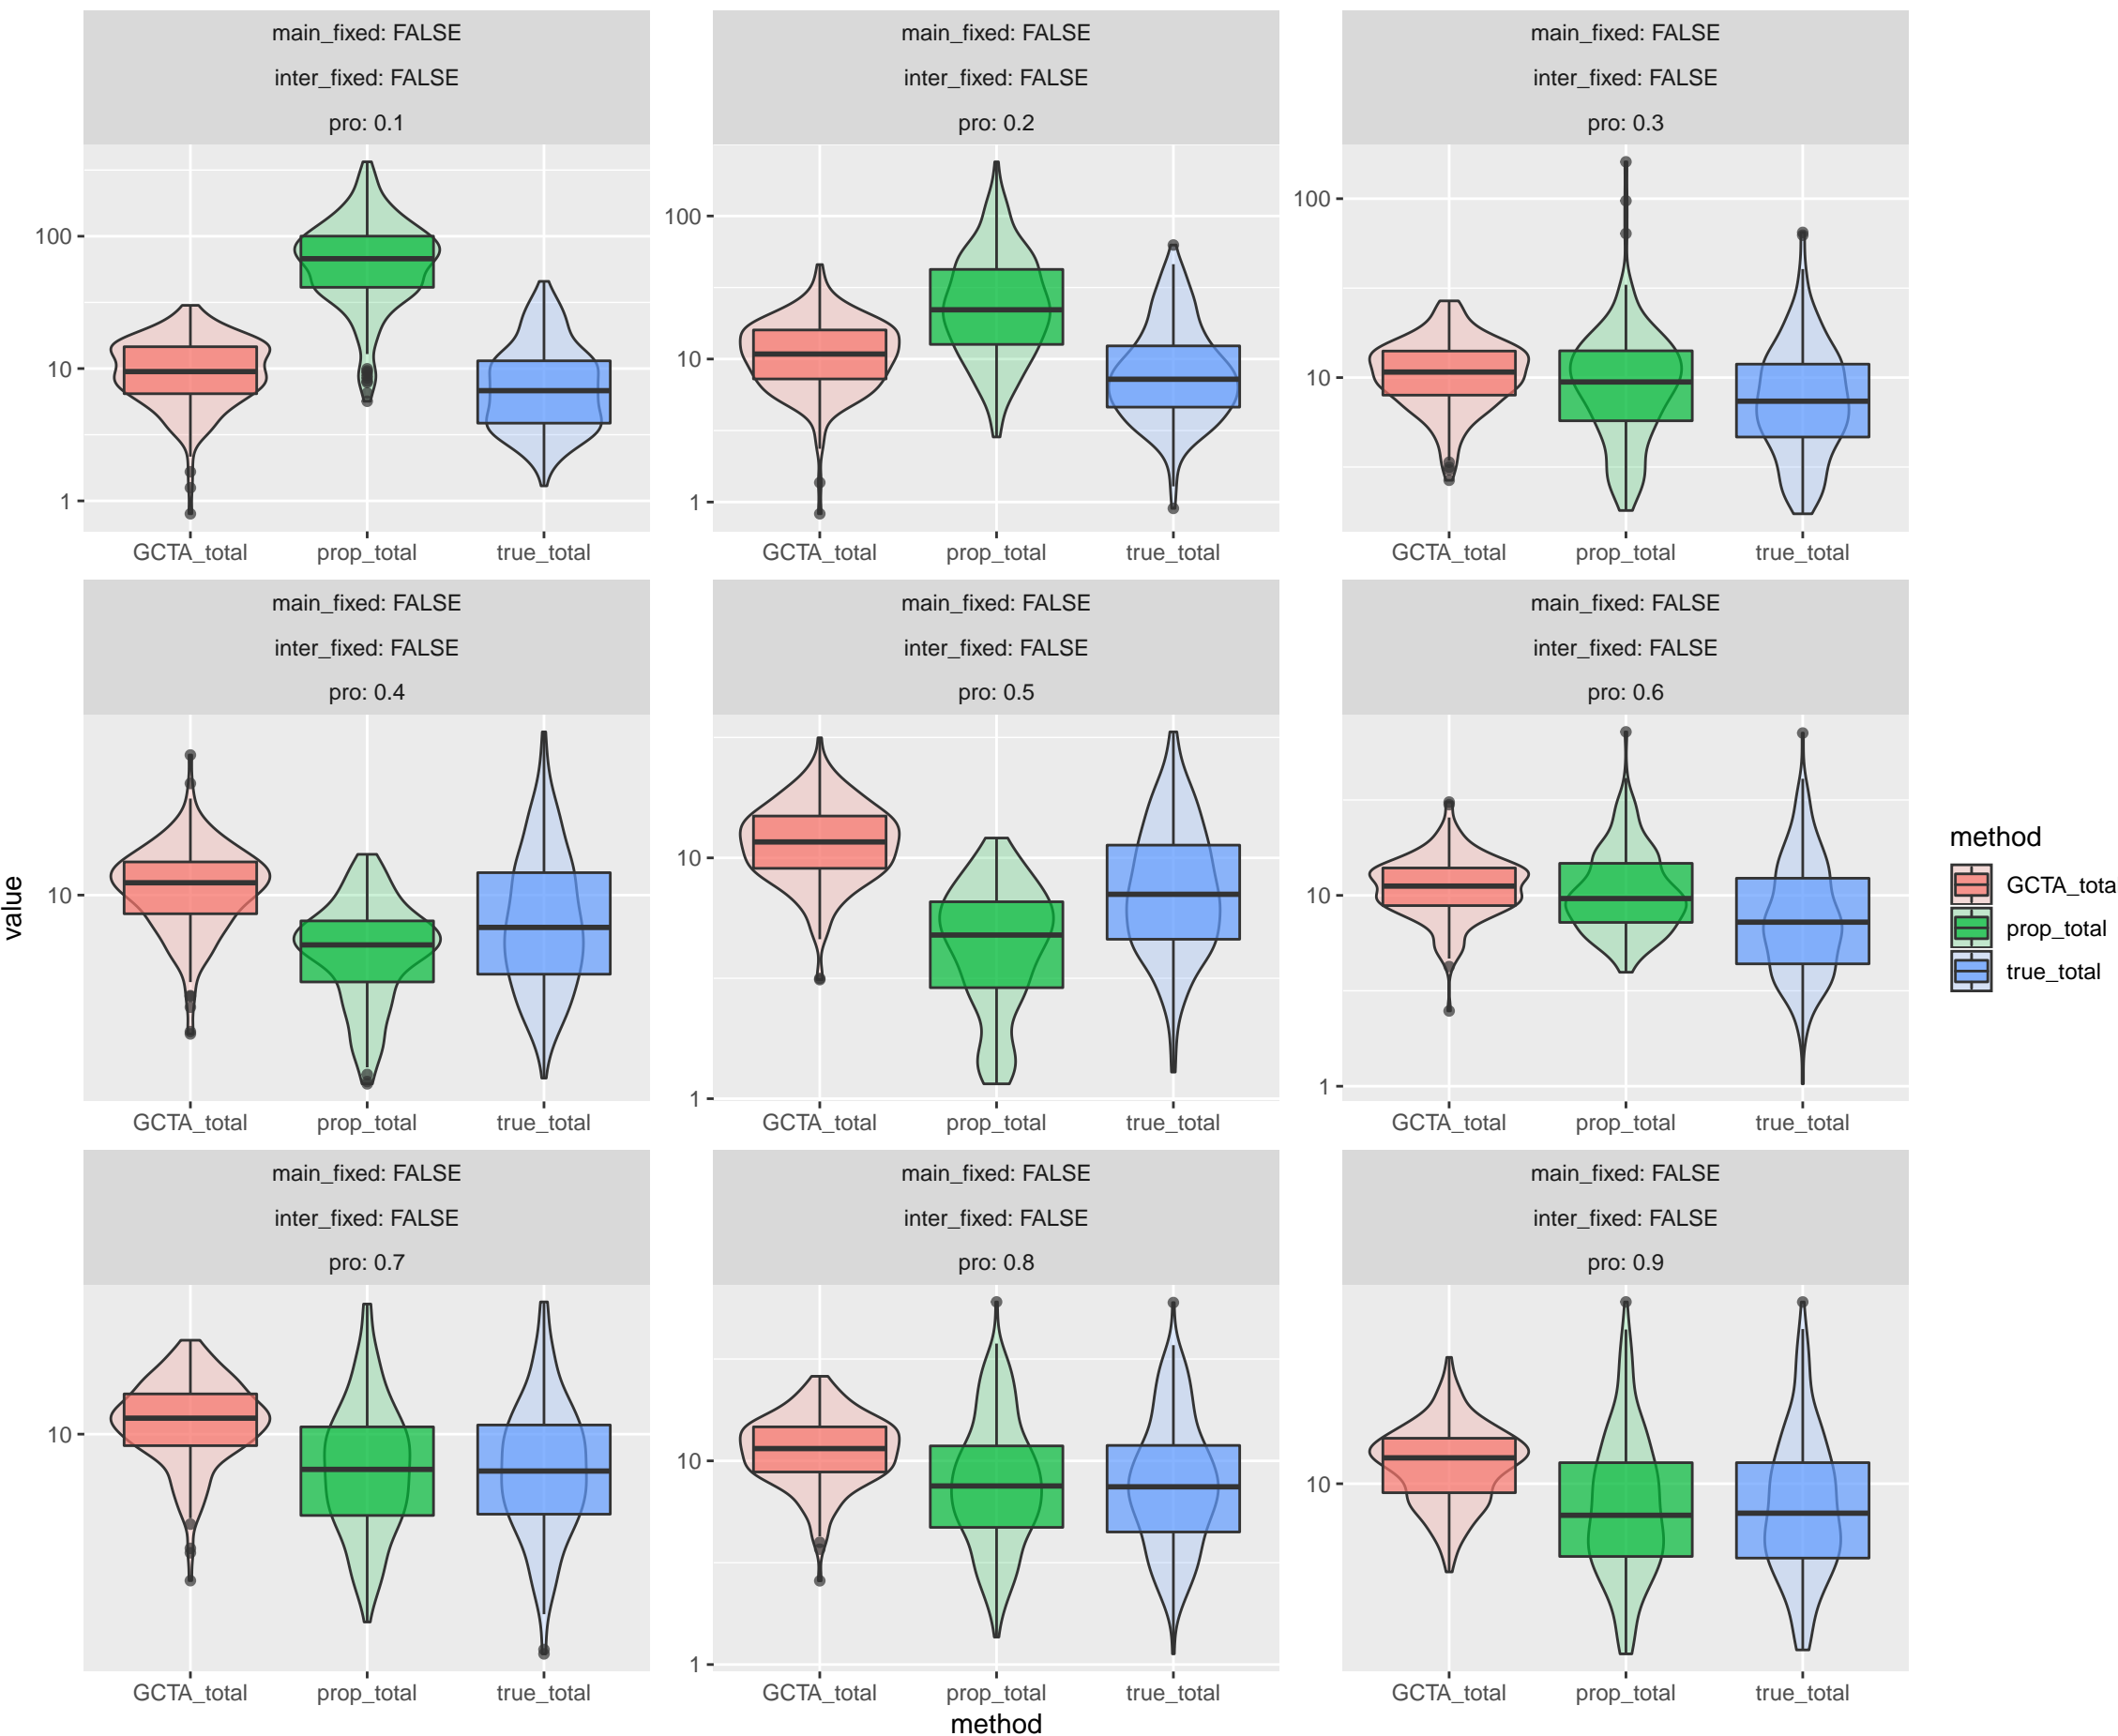 main_fixed: FALSE main_fixed: FALSE main_fixed: FALSE
inter_fixed: FALSE inter_fixed: FALSE inter_fixed: FALSE
pro: 0.1 pro: 0.2 pro: 0.3
100 100 100
10 10 10
1 1
GCTA_total prop_total true_total GCTA_total prop_total true_total GCTA_total prop_total true_total
main_fixed: FALSE main_fixed: FALSE main_fixed: FALSE
inter_fixed: FALSE inter_fixed: FALSE inter_fixed: FALSE
pro: 0.4 pro: 0.5 pro: 0.6
10 10 10
1 1
GCTA_total prop_total true_total GCTA_total prop_total true_total GCTA_total prop_total true_total
main_fixed: FALSE main_fixed: FALSE main_fixed: FALSE
inter_fixed: FALSE inter_fixed: FALSE inter_fixed: FALSE
pro: 0.7 pro: 0.8 pro: 0.9
10 10 10
1
GCTA_total prop_total true_total GCTA_total prop_total true_total GCTA_total prop_total true_total
method
value
method
GCTA_tota
prop_total
true_total